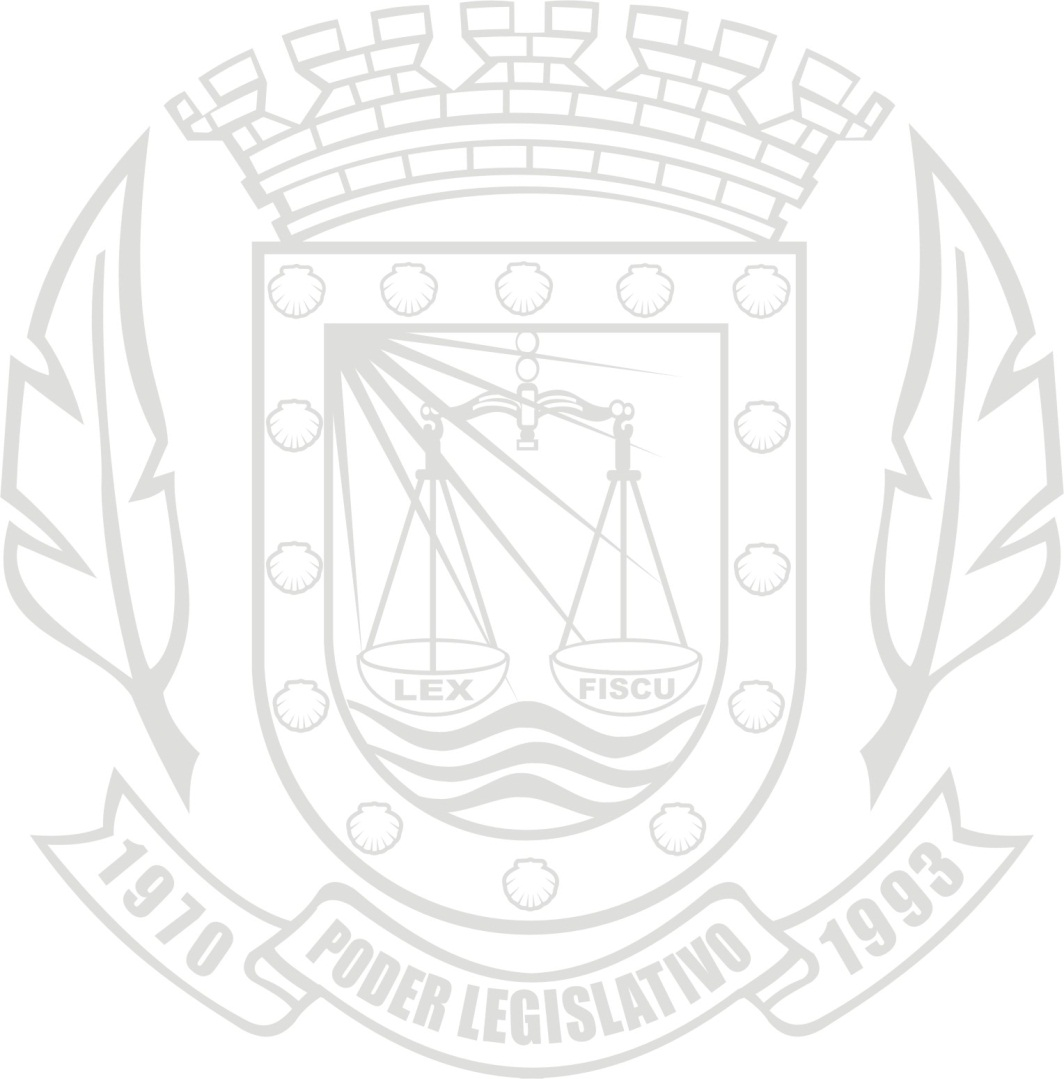 LEX
FISCU
1970
PODER LEGISLATIVO
1993